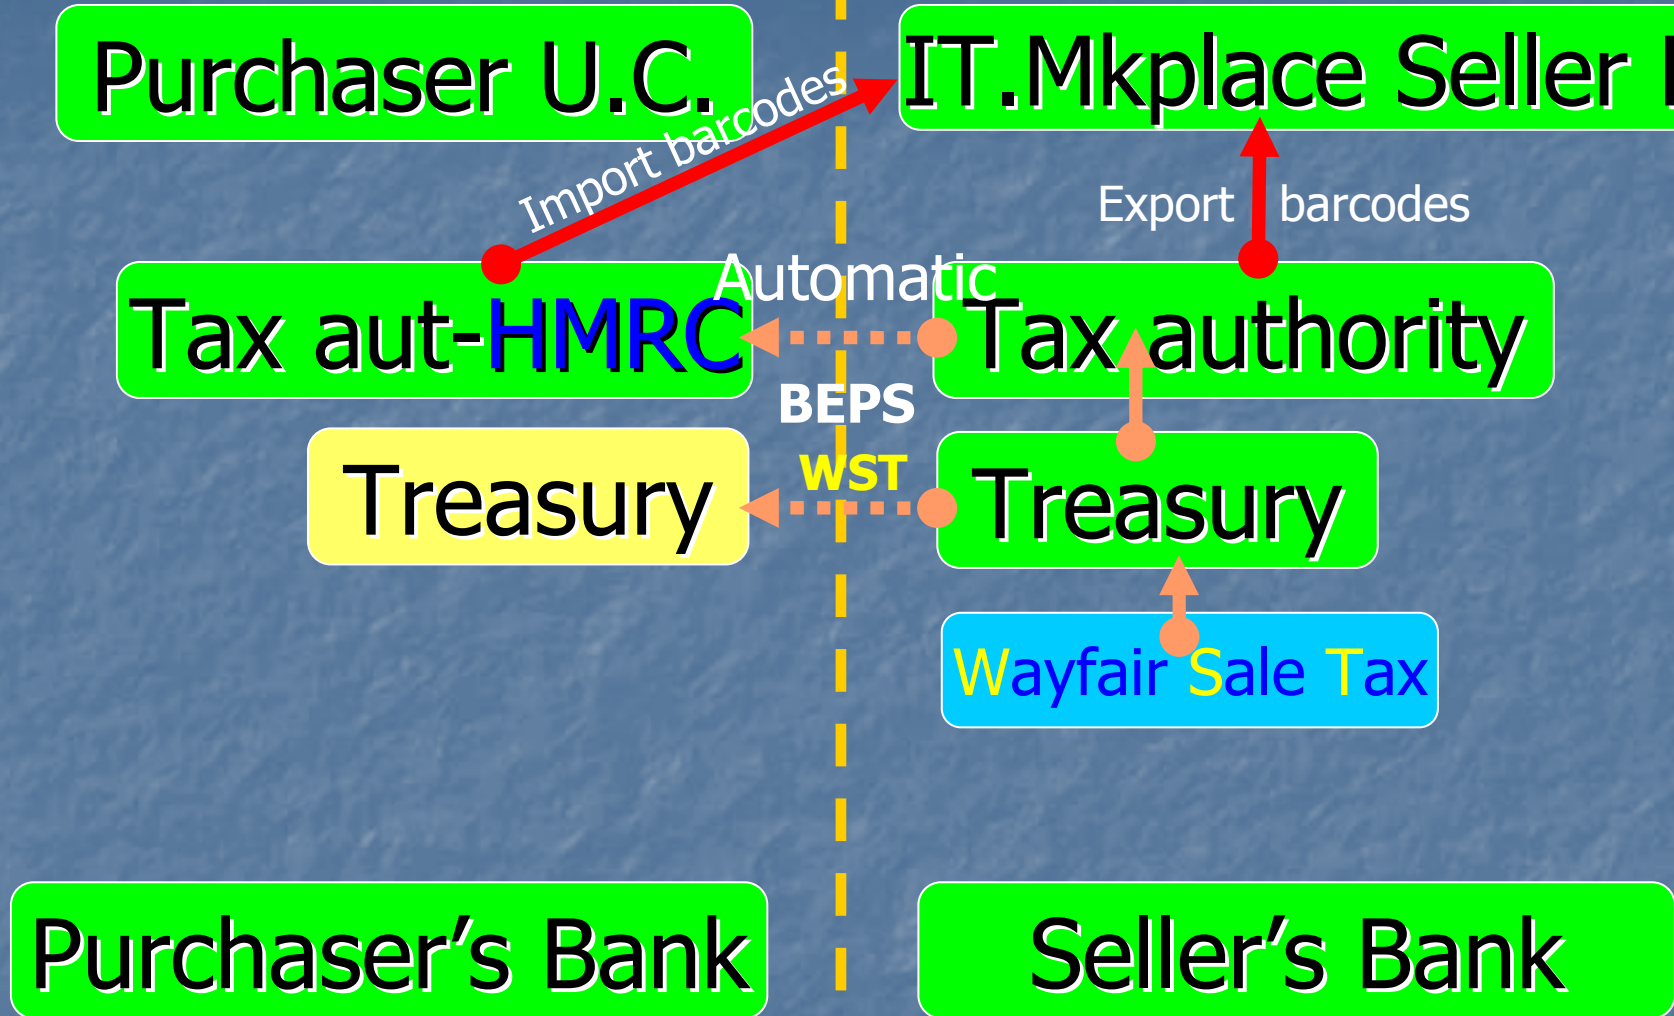 Purchaser U.C.
IT.Mkplace Seller
Import barcodes
Export barcodes
Automatic
Tax aut-HMRC
Tax authority
BEPS
WST
Treasury
Treasury
Wayfair Sale Tax
Purchaser’s Bank
Seller’s Bank